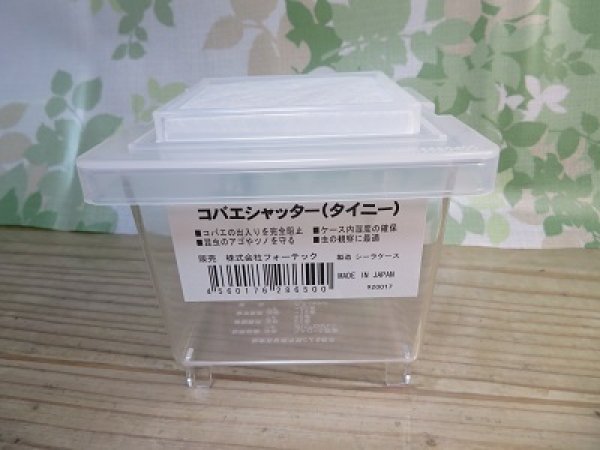 コバエシャッター(タイニー)
■コバエの出入りを完全阻止 ■ケース内湿度の確保
■昆虫のアゴやツノを守る ■虫の観察に最適
販売 株式会社フォーテック 製造 シーラケース
MADE IN JAPAN
4560176286500